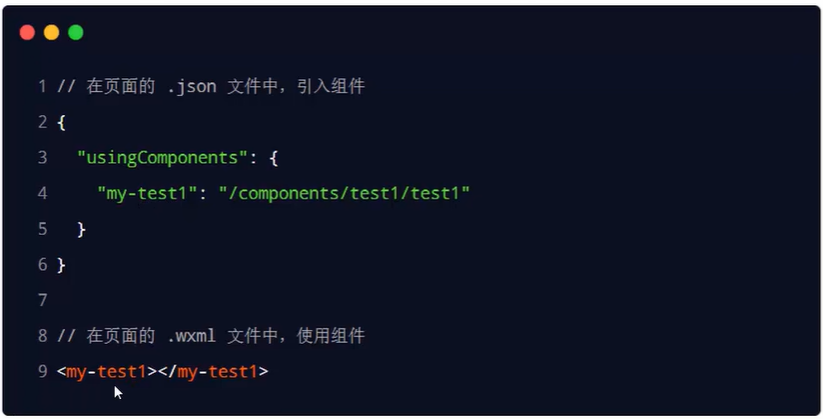 1 // 在页面的 .json 文件中，引入组件
2 {
3   "usingComponents": {
4     "my-test1": "/components/test1/test1"
5   }
6 }
7
8 // 在页面的 .wxml 文件中，使用组件
9 <my-test1></my-test1>